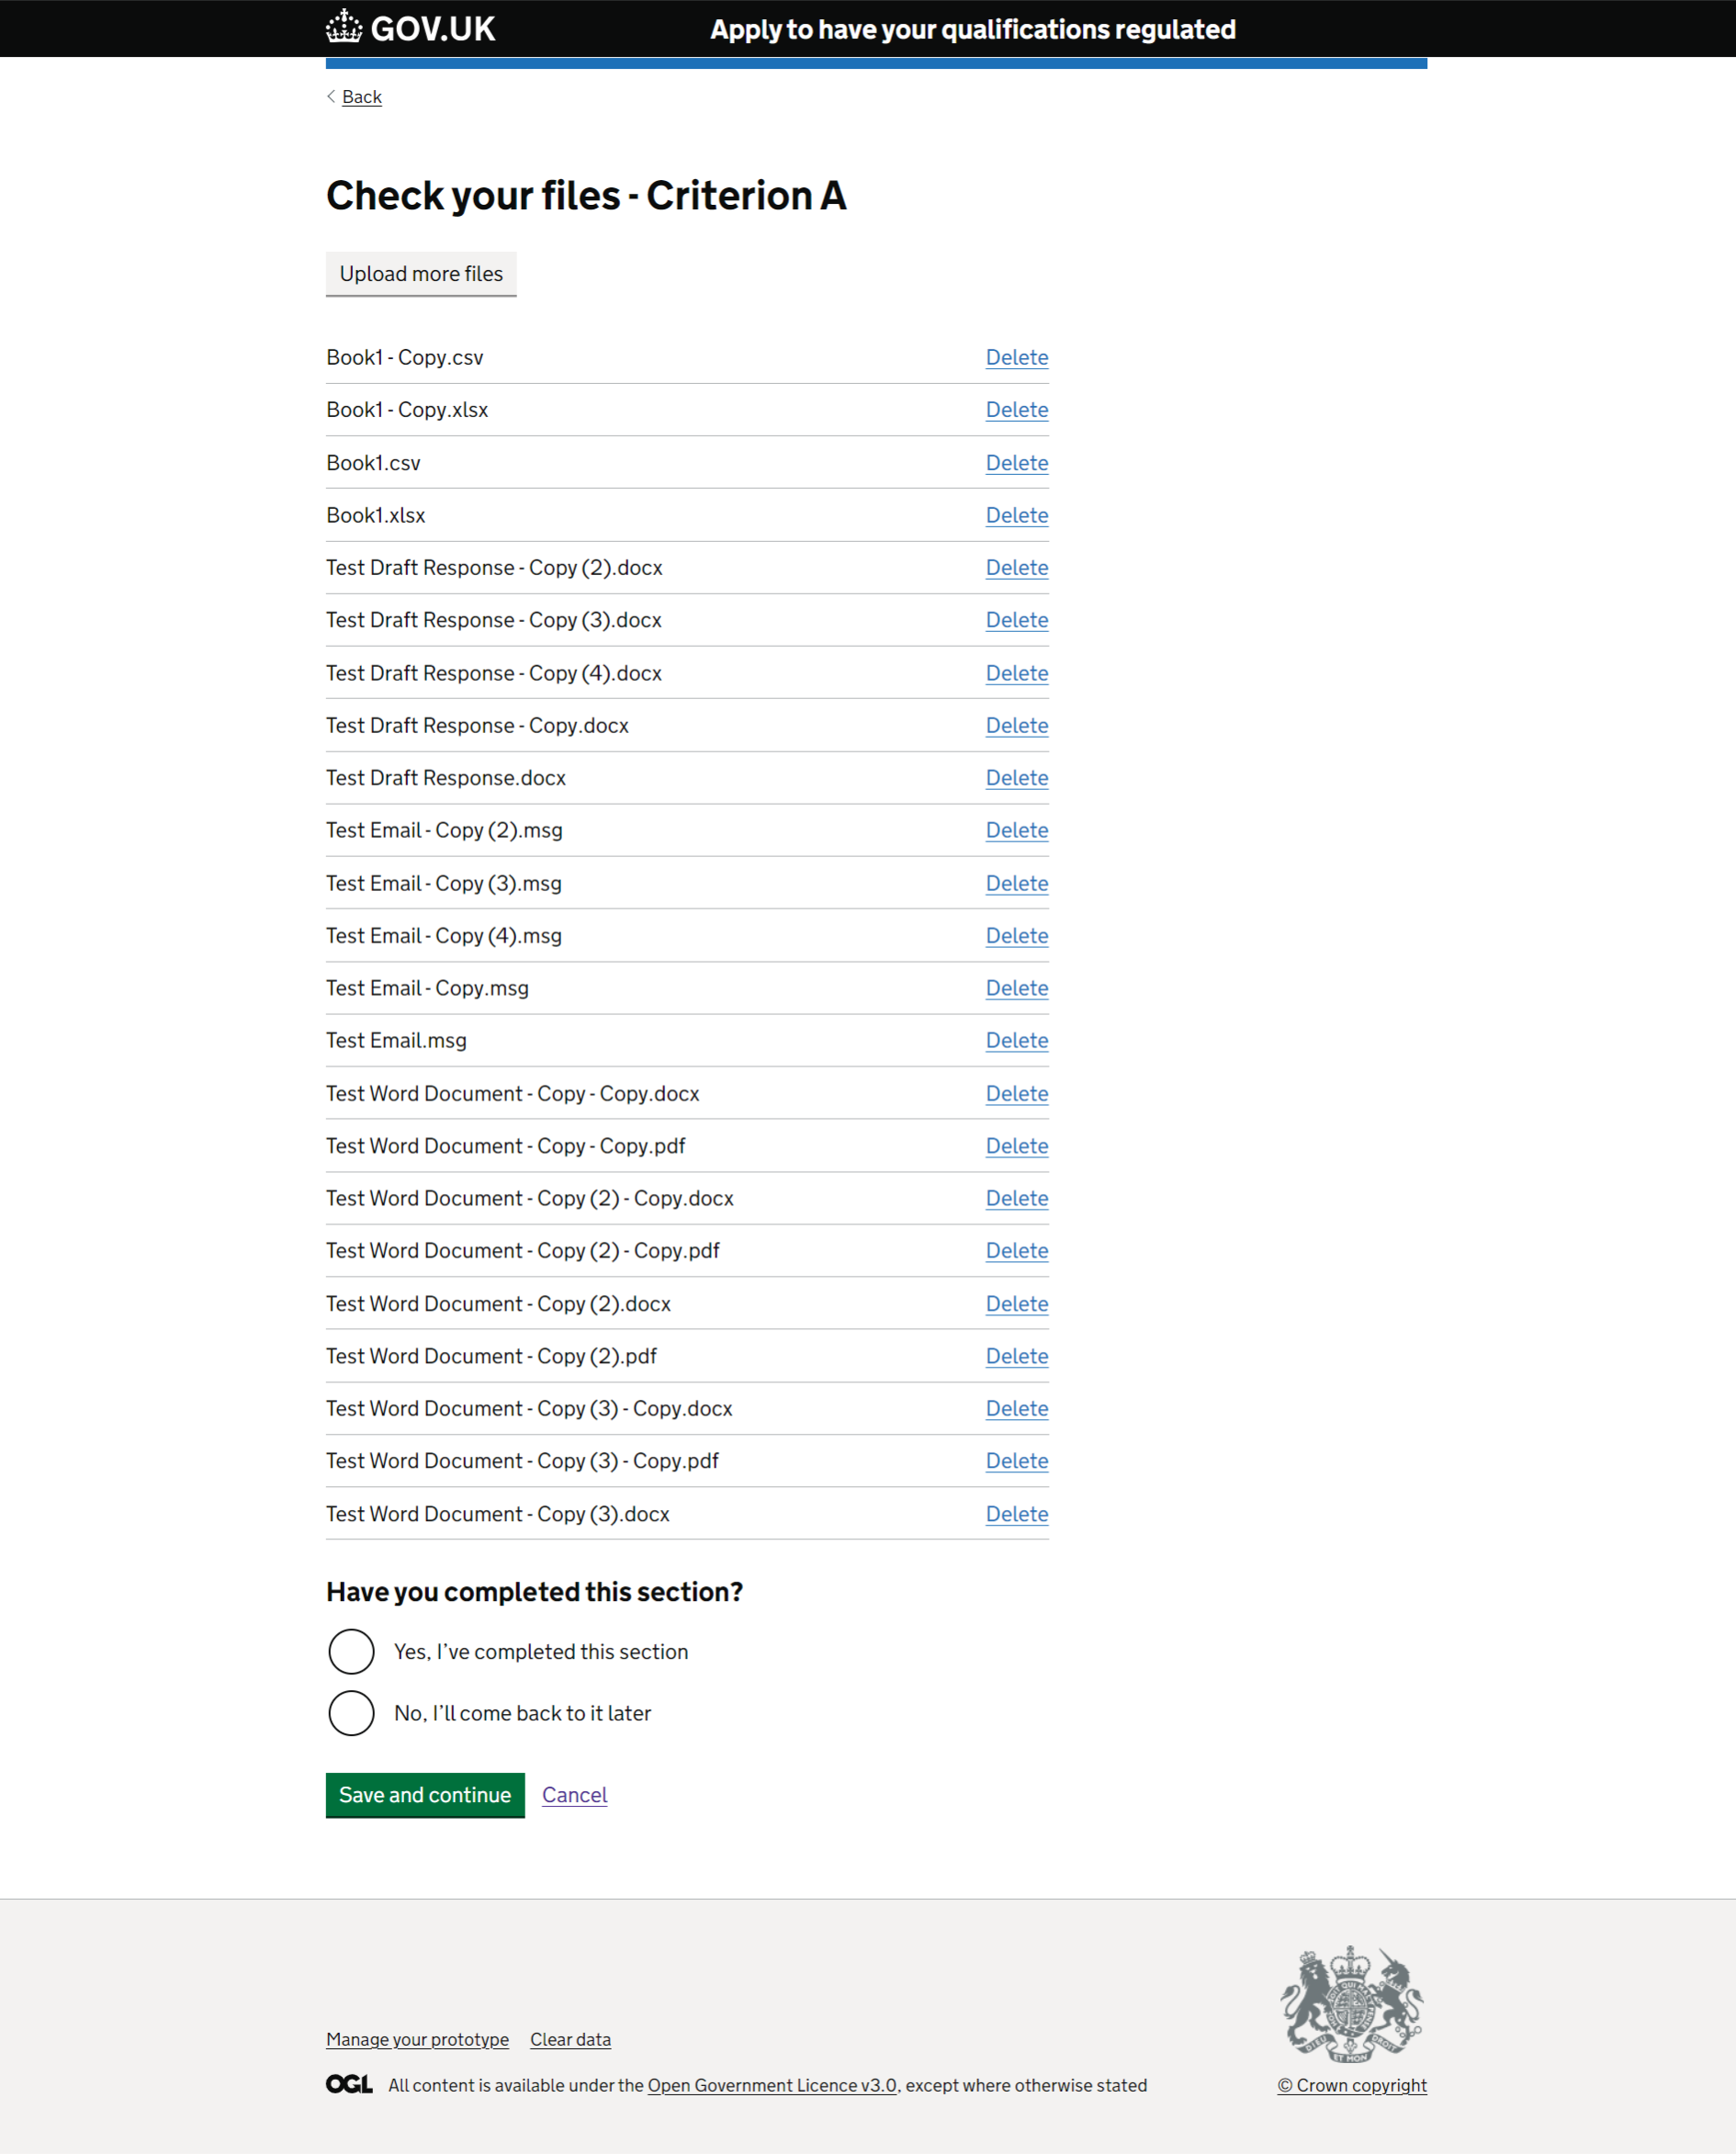 GOV.UK
Apply to have your qualifications regulated
Back
Check your files - Criterion A
Upload more files
Book1 - Copy.csv Delete
Book1 - Copy.xlsx Delete
Book1.csv Delete
Book1.xlsx Delete
Test Draft Response - Copy (2).docx Delete
Test Draft Response - Copy (3).docx Delete
Test Draft Response - Copy (4).docx Delete
Test Draft Response - Copy.docx Delete
Test Draft Response.docx Delete
Test Email - Copy (2).msg Delete
Test Email - Copy (3).msg Delete
Test Email - Copy (4).msg Delete
Test Email - Copy.msg Delete
Test Email.msg Delete
Test Word Document - Copy - Copy.docx Delete
Test Word Document - Copy - Copy.pdf Delete
Test Word Document - Copy (2) - Copy.docx Delete
Test Word Document - Copy (2) - Copy.pdf Delete
Test Word Document - Copy (2).docx Delete
Test Word Document - Copy (2).pdf Delete
Test Word Document - Copy (3) - Copy.docx Delete
Test Word Document - Copy (3) - Copy.pdf Delete
Test Word Document - Copy (3).docx Delete
Have you completed this section?
Yes, I’ve completed this section
No, I’ll come back to it later
Save and continue Cancel
Manage your prototype Clear data
OGL All content is available under the Open Government Licence v3.0, except where otherwise stated
DIEU ET MON DROIT
© Crown copyright